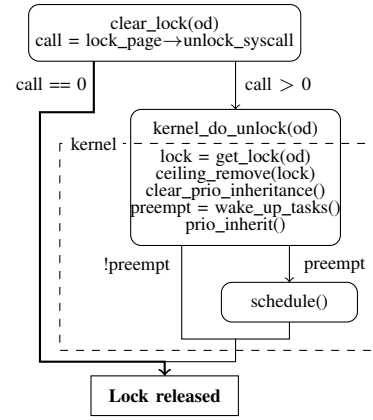 clear_lock(od)
call = lock_page→unlock_syscall
call == 0
call > 0
kernel_do_unlock(od)
kernel
lock = get_lock(od)
ceiling_remove(lock)
clear_prio_inheritance()
preempt = wake_up_tasks()
prio_inherit()
!preempt
preempt
schedule()
Lock released